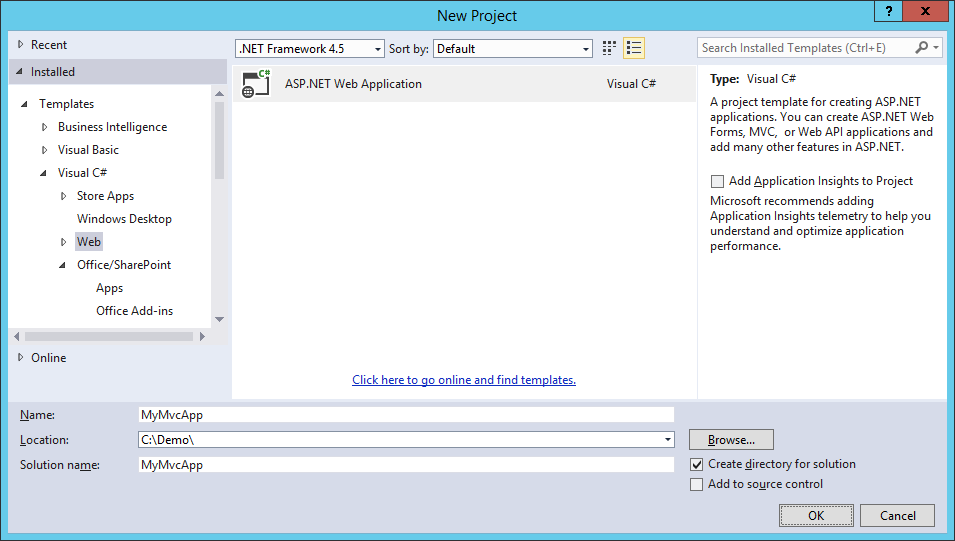 New Project
?
X
Recent
.NET Framework 4.5
Sort by:
Default
Search Installed Templates (Ctrl+E)
Installed
Templates
Business Intelligence
Visual Basic
Visual C#
Store Apps
Windows Desktop
Web
Office/SharePoint
Apps
Office Add-ins
Online
C#
ASP.NET Web Application
Visual C#
Click here to go online and find templates.
Type: Visual C#
A project template for creating ASP.NET
applications. You can create ASP.NET Web
Forms, MVC, or Web API applications and
add many other features in ASP.NET.
Add Application Insights to Project
Microsoft recommends adding
Application Insights telemetry to help you
understand and optimize application
performance.
Name:
MyMvcApp
Location:
C:\Demo\
Browse...
Solution name:
MyMvcApp
Create directory for solution
Add to source control
OK
Cancel